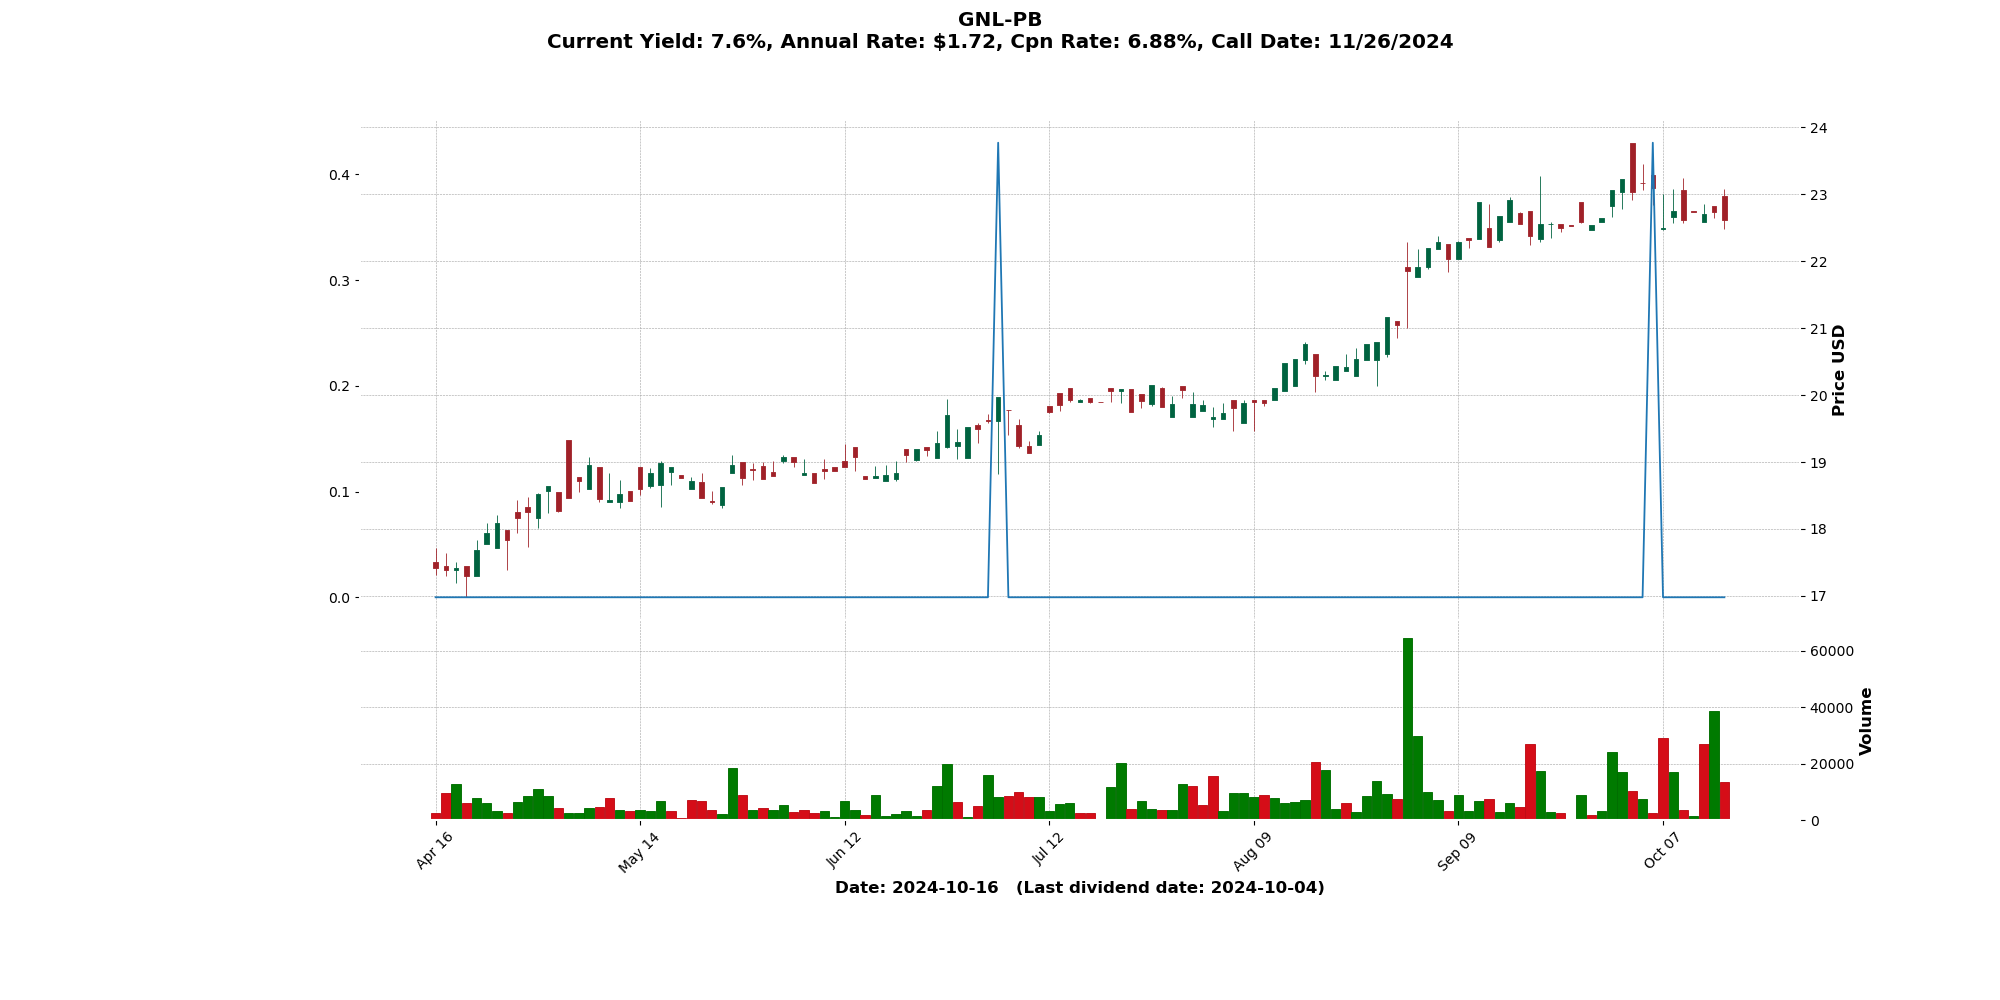 GNL-PB
Current Yield: 7.6%, Annual Rate: $1.72, Cpn Rate: 6.88%, Call Date: 11/26/2024
0.4
0.3
0.2
0.1
0.0
24
23
22
21
20
19
18
17
Price USD
60000
40000
20000
0
Volume
Apr 16
May 14
Jun 12
Jul 12
Aug 09
Sep 09
Oct 07
Date: 2024-10-16 (Last dividend date: 2024-10-04)